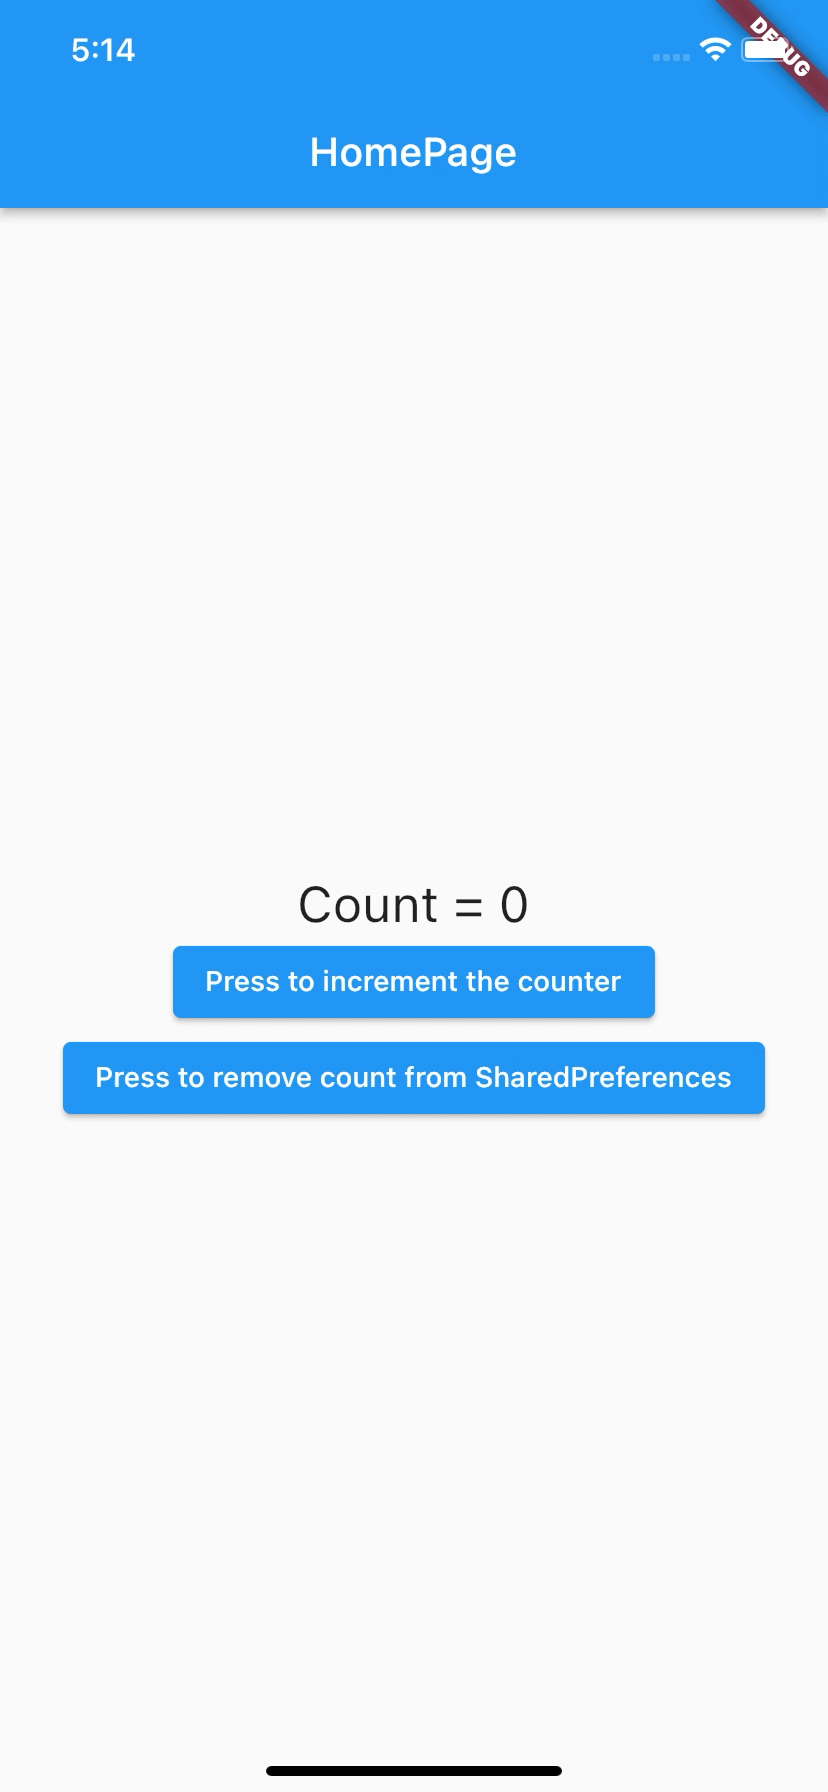 5:14
DEBUG
HomePage
Count = 0
Press to increment the counter
Press to remove count from SharedPreferences